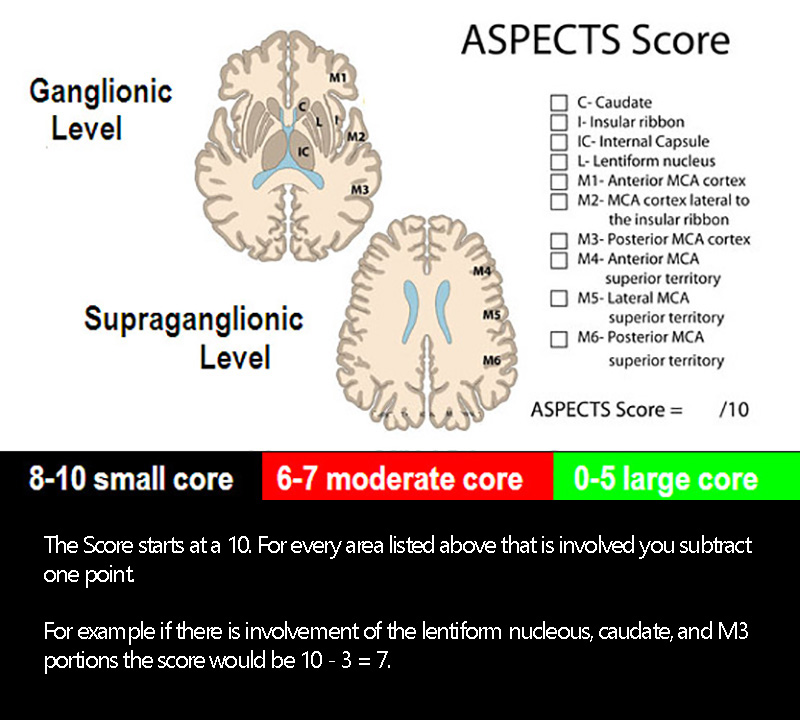 ASPECTS Score
Ganglionic
Level
M1
C
L
I
M2
IC
M3
C- Caudate
I- Insular ribbon
IC- Internal Capsule
L- Lentiform nucleus
M1- Anterior MCA cortex
M2- MCA cortex lateral to
the insular ribbon
M3- Posterior MCA cortex
M4- Anterior MCA
superior territory
M5- Lateral MCA
superior territory
M6- Posterior MCA
superior territory
Supraganglionic
Level
M4
M5
M6
ASPECTS Score = /10
8-10 small core
6-7 moderate core
0-5 large core
The Score starts at a 10. For every area listed above that is involved you subtract
one point.
For example if there is involvement of the lentiform nucleous, caudate, and M3
portions the score would be 10 - 3 = 7.